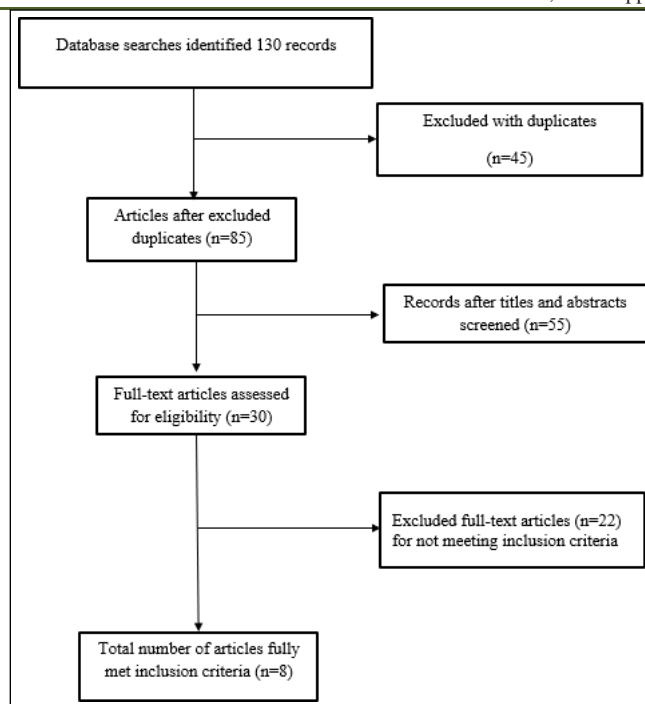 Database searches identified 130 records
Excluded with duplicates
(n=45)
Articles after excluded
duplicates (n=85)
Records after titles and abstracts
screened (n=55)
Full-text articles assessed
for eligibility (n=30)
Excluded full-text articles (n=22)
for not meeting inclusion criteria
Total number of articles fully
met inclusion criteria (n=8)